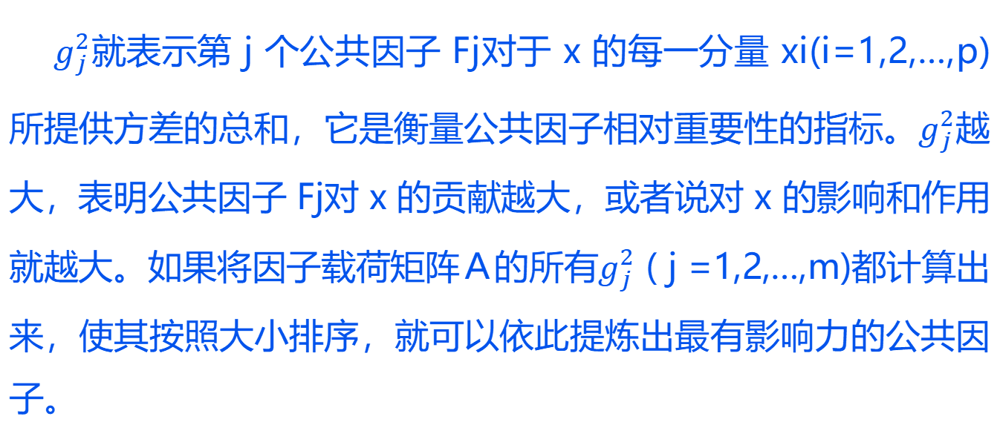 $g_j^2$就表示第 j 个公共因子 Fj对于 x 的每一分量 xi(i=1,2,…,p)
所提供方差的总和，它是衡量公共因子相对重要性的指标。$g_j^2$越
大，表明公共因子 Fj对 x 的贡献越大，或者说对 x 的影响和作用
就越大。如果将因子载荷矩阵A的所有$g_j^2$ ( j =1,2,…,m)都计算出
来，使其按照大小排序，就可以依此提炼出最有影响力的公共因
子。